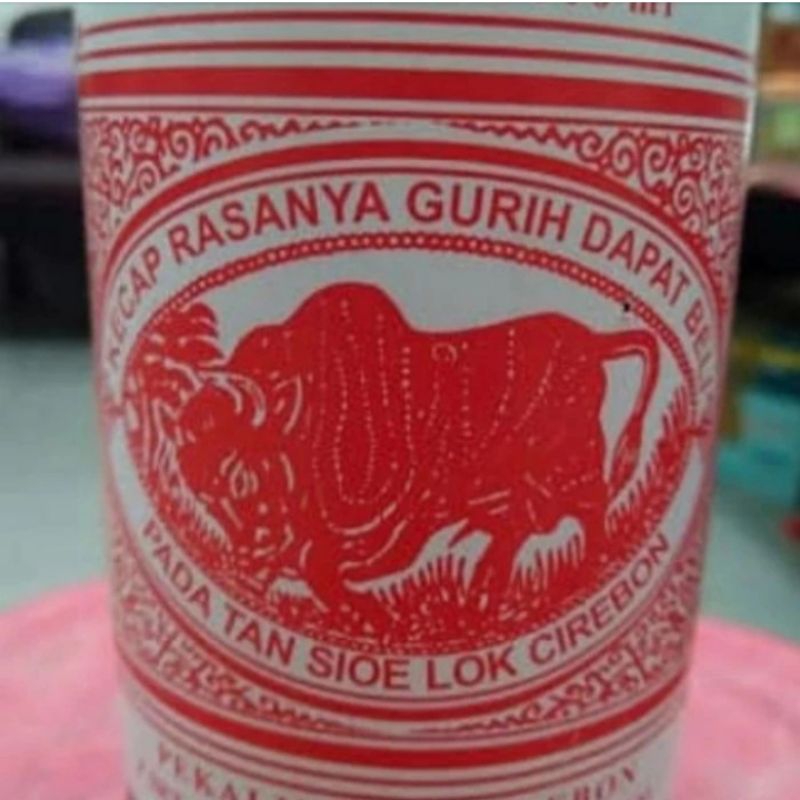 KECAP RASANYA GURIH DAPAT BELI
PADA TAN SIOE LOK CIREBON